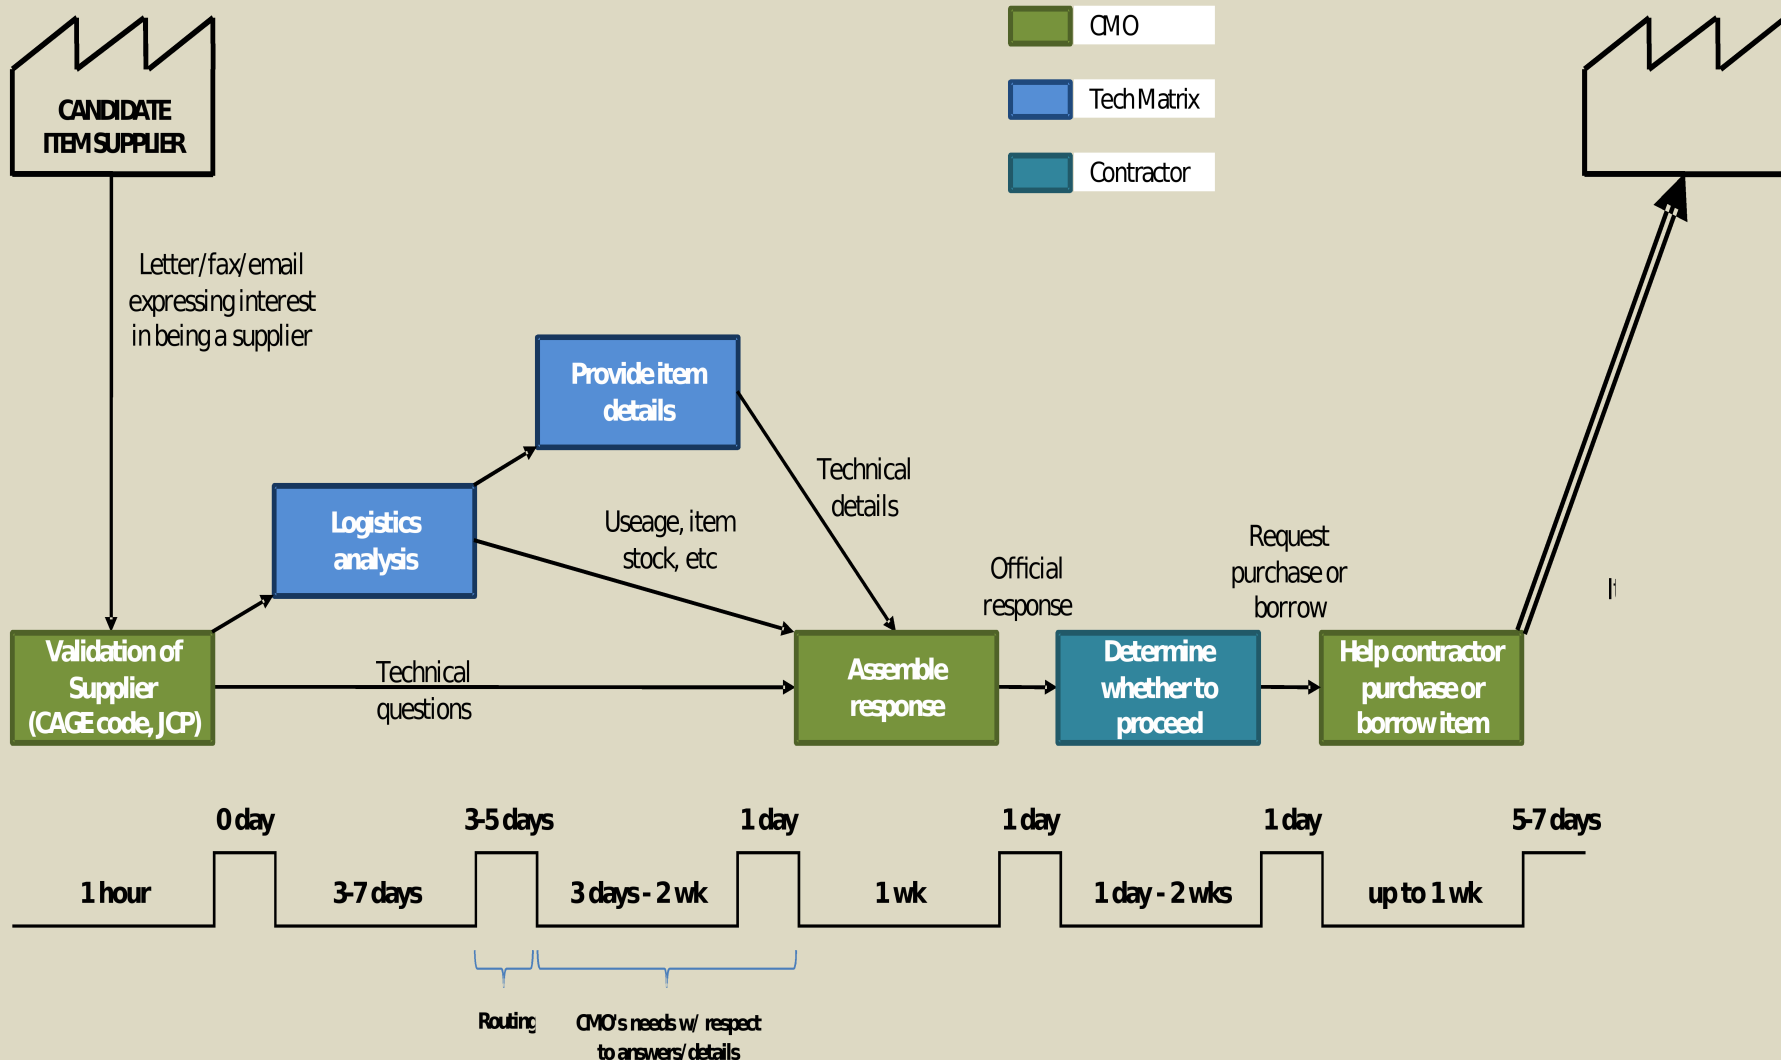 CMO
Tech Matrix
Contractor
CANDIDATE
ITEM SUPPLIER
Letter/fax/email
expressing interest
in being a supplier
Provide item
details
Logistics
analysis
Technical
details
Useage, item
stock, etc
Official
response
Request
purchase or
borrow
Validation of
Supplier
(CAGE code, JCP)
Technical
questions
Assemble
response
Determine
whether to
proceed
Help contractor
purchase or
borrow item
0 day
3-5 days
1 day
1 day
1 day
5-7 days
1 hour
3-7 days
3 days - 2 wk
1 wk
1 day - 2 wks
up to 1 wk
Routing
CMO's needs w/ respect
to answers/details